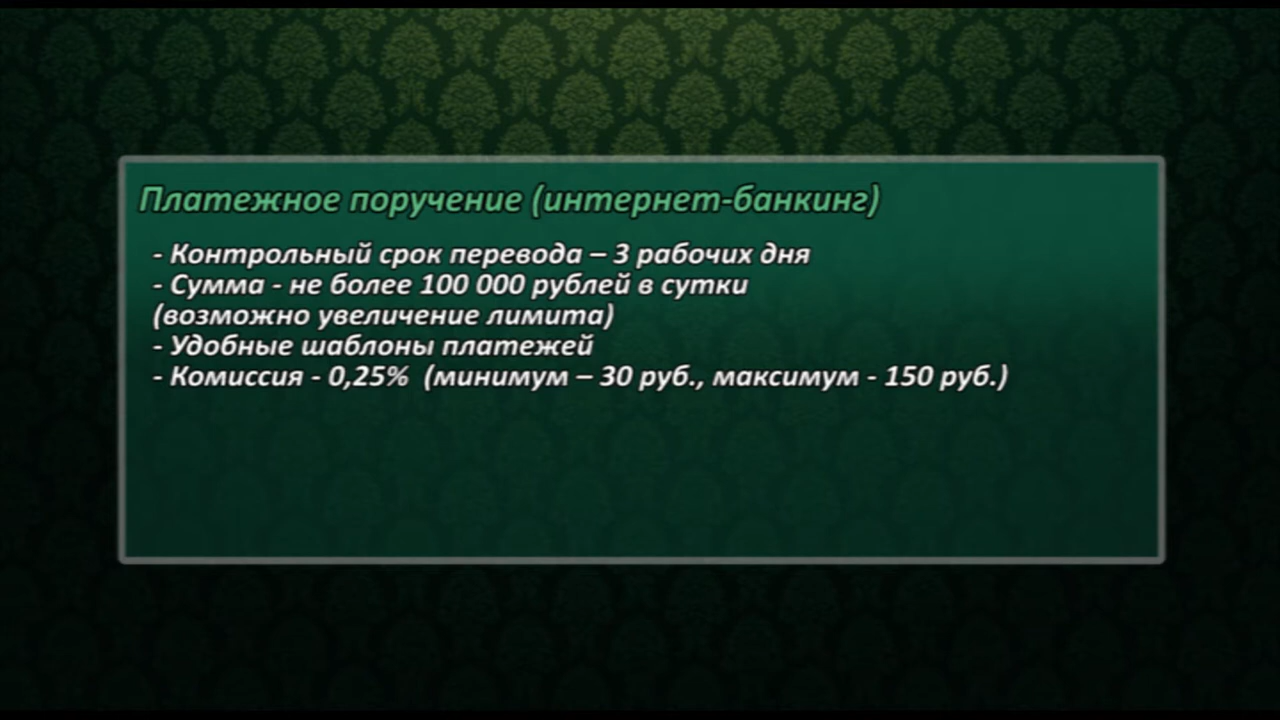 Платежное поручение (интернет-банкинг)
- Контрольный срок перевода – 3 рабочих дня
- Сумма - не более 100 000 рублей в сутки
(возможно увеличение лимита)
- Удобные шаблоны платежей
- Комиссия - 0,25% (минимум – 30 руб., максимум - 150 руб.)